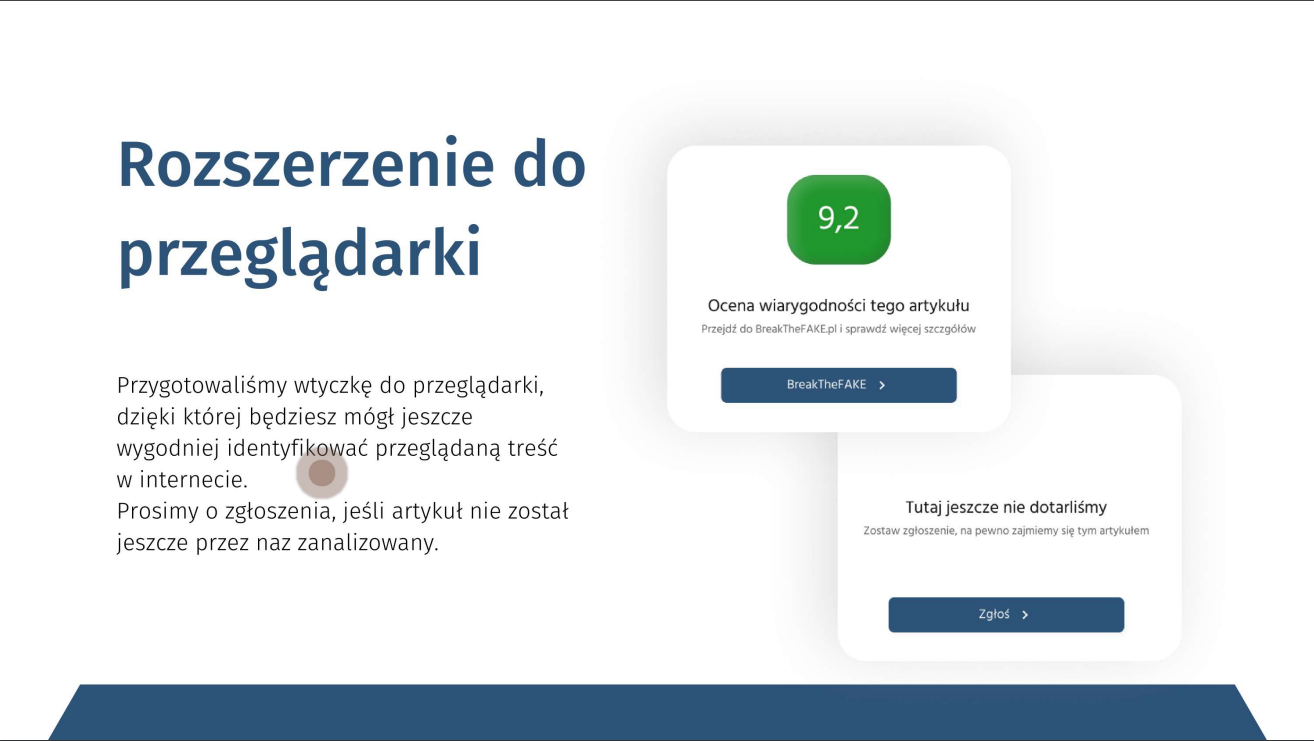 Rozszerzenie do
przeglądarki
Przygotowaliśmy wtyczkę do przeglądarki,
dzięki której będziesz mógł jeszcze
wygodniej identyfikować przeglądaną treść
w internecie.
Prosimy o zgłoszenia, jeśli artykuł nie został
jeszcze przez naz zanalizowany.
9,2
Ocena wiarygodności tego artykułu
Przejdź do BreakTheFAKE.pl i sprawdź więcej szczgółów
BreakTheFAKE
Tutaj jeszcze nie dotarliśmy
Zostaw zgłoszenie, na pewno zajmiemy się tym artykułem
Zgłoś